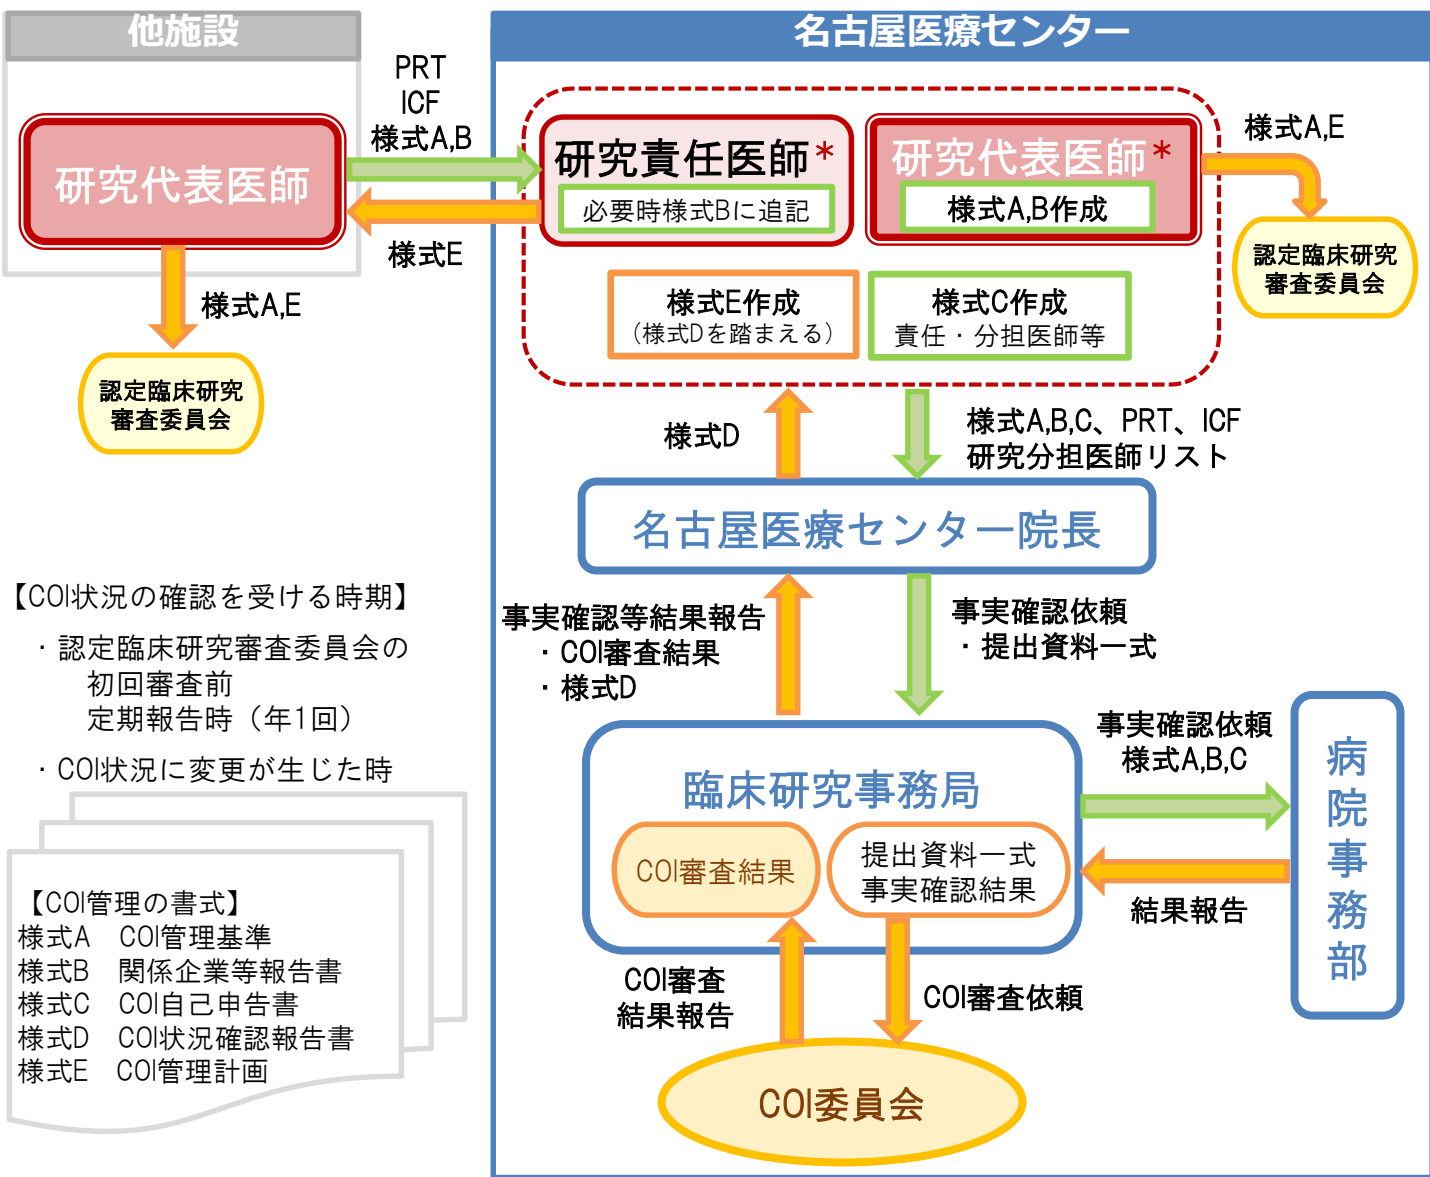 他施設
名古屋医療センター
PRT
ICF
様式A,B
研究代表医師
様式E
様式A,E
認定臨床研究
審査委員会
研究責任医師*
必要時様式Bに追記
研究代表医師*
様式A,B作成
様式A,E
認定臨床研究
審査委員会
様式E作成
（様式Dを踏まえる）
様式C作成
責任・分担医師等
様式D
様式A,B,C、PRT、ICF
研究分担医師リスト
名古屋医療センター院長
事実確認等結果報告
・COI審査結果
・様式D
事実確認依頼
・提出資料一式
臨床研究事務局
COI審査結果
提出資料一式
事実確認結果
事実確認依頼
様式A,B,C
結果報告
病院事務部
COI審査
結果報告
COI審査依頼
COI委員会
【COI状況の確認を受ける時期】
・認定臨床研究審査委員会の
初回審査前
定期報告時（年1回）
・COI状況に変更が生じた時
【COI管理の書式】
様式A　COI管理基準
様式B　関係企業等報告書
様式C　COI自己申告書
様式D　COI状況確認報告書
様式E　COI管理計画